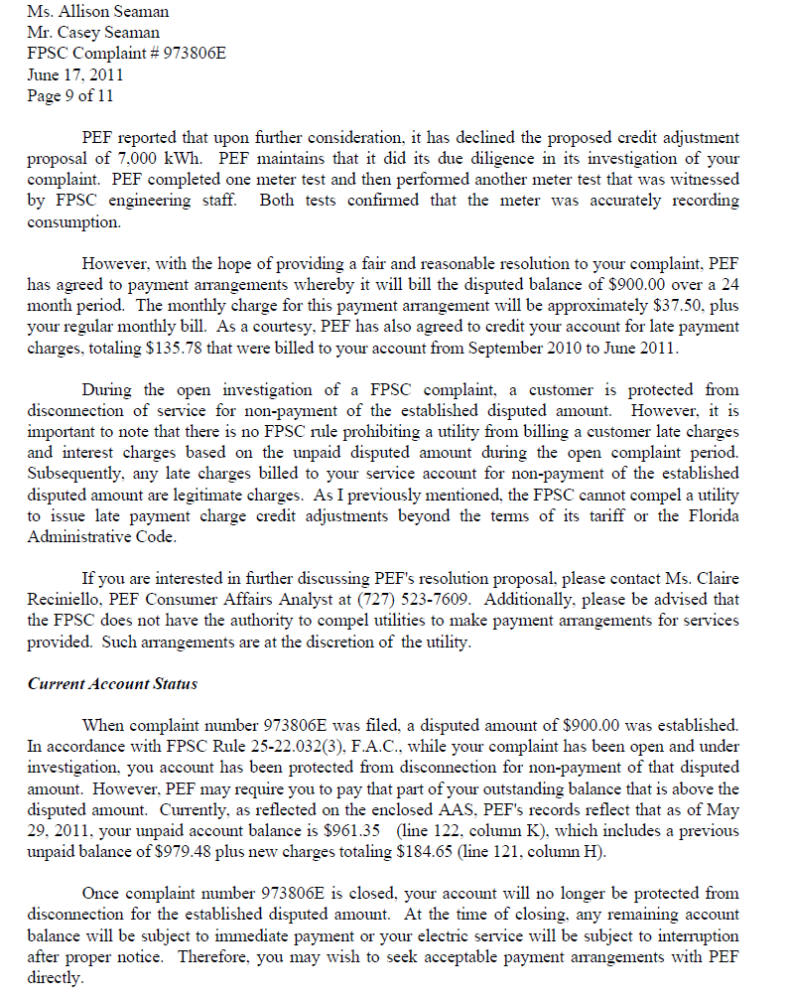 Ms. Allison Seaman
Mr. Casey Seaman
FPSC Complaint # 973806E
June 17, 2011
Page 9 of 11
PEF reported that upon further consideration, it has declined the proposed credit adjustment
proposal of 7,000 kWh. PEF maintains that it did its due diligence in its investigation of your
complaint. PEF completed one meter test and then performed another meter test that was witnessed
by FPSC engineering staff. Both tests confirmed that the meter was accurately recording
consumption.
However, with the hope of providing a fair and reasonable resolution to your complaint, PEF
has agreed to payment arrangements whereby it will bill the disputed balance of $900.00 over a 24
month period. The monthly charge for this payment arrangement will be approximately $37.50, plus
your regular monthly bill. As a courtesy, PEF has also agreed to credit your account for late payment
charges, totaling $135.78 that were billed to your account from September 2010 to June 2011.
During the open investigation of a FPSC complaint, a customer is protected from
disconnection of service for non-payment of the established disputed amount. However, it is
important to note that there is no FPSC rule prohibiting a utility from billing a customer late charges
and interest charges based on the unpaid disputed amount during the open complaint period.
Subsequently, any late charges billed to your service account for non-payment of the established
disputed amount are legitimate charges. As I previously mentioned, the FPSC cannot compel a utility
to issue late payment charge credit adjustments beyond the terms of its tariff or the Florida
Administrative Code.
If you are interested in further discussing PEF's resolution proposal, please contact Ms. Claire
Reciniello, PEF Consumer Affairs Analyst at (727) 523-7609. Additionally, please be advised that
the FPSC does not have the authority to compel utilities to make payment arrangements for services
provided. Such arrangements are at the discretion of the utility.
Current Account Status
When complaint number 973806E was filed, a disputed amount of $900.00 was established.
In accordance with FPSC Rule 25-22.032(3), F.A.C., while your complaint has been open and under
investigation, you account has been protected from disconnection for non-payment of that disputed
amount. However, PEF may require you to pay that part of your outstanding balance that is above the
disputed amount. Currently, as reflected on the enclosed AAS, PEF's records reflect that as of May
29, 2011, your unpaid account balance is $961.35 (line 122, column K), which includes a previous
unpaid balance of $979.48 plus new charges totaling $184.65 (line 121, column H).
Once complaint number 973806E is closed, your account will no longer be protected from
disconnection for the established disputed amount. At the time of closing, any remaining account
balance will be subject to immediate payment or your electric service will be subject to interruption
after proper notice. Therefore, you may wish to seek acceptable payment arrangements with PEF
directly.